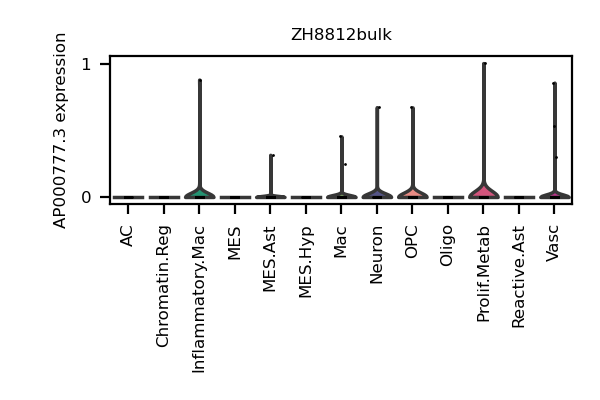 ZH8812bulk
AP000777.3 expression
1
0
AC
Chromatin.Reg
Inflammatory.Mac
MES
MES.Ast
MES.Hyp
Mac
Neuron
OPC
Oligo
Prolif.Metab
Reactive.Ast
Vasc